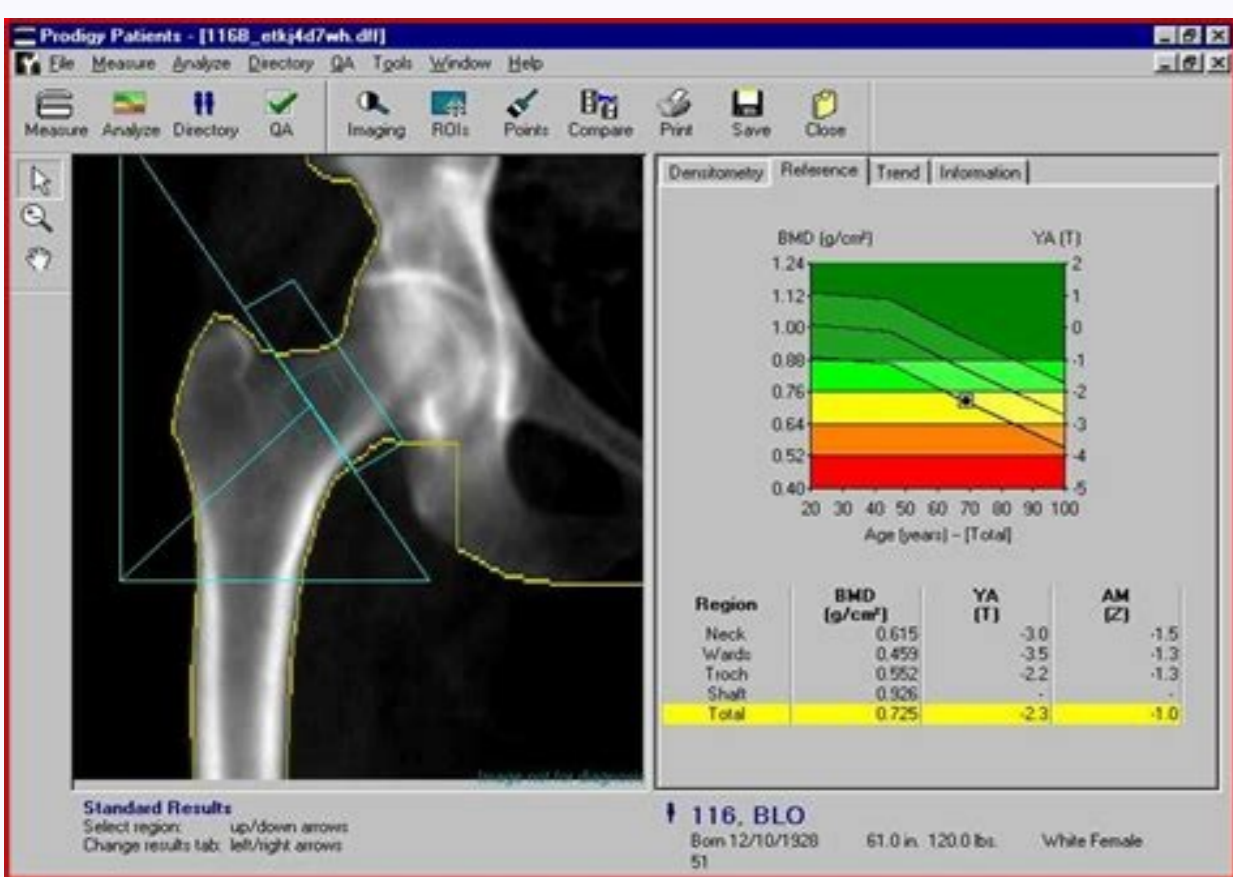 Prodigy Patients - [1168_etkj4d7wh.dff]
File Measure Analyze Directory QA Tools Window Help
Measure Analyze Directory QA Imaging ROIs Points Compare Print Save Close
Densitometry Reference Trend Information
BMD (g/cm²) YA (T)
1.24 2
1.12 1
1.00 0
0.88 -1
0.76 -2
0.64 -3
0.52 -4
0.40 -5
20 30 40 50 60 70 80 90 100
Age (years) – [Total]
Region BMD (g/cm²) YA (T) AM (Z)
Neck 0.615 -3.0 -1.5
Wards 0.459 -3.5 -1.3
Troch 0.552 -2.2 -1.3
Shaft 0.926 - -
Total 0.725 -2.3 -1.0
Image not for diagnosis
Standard Results
Select region: up/down arrows
Change results tab: left/right arrows
116, BLO
Born 12/10/1928 61.0 in. 120.0 lbs. White Female
51